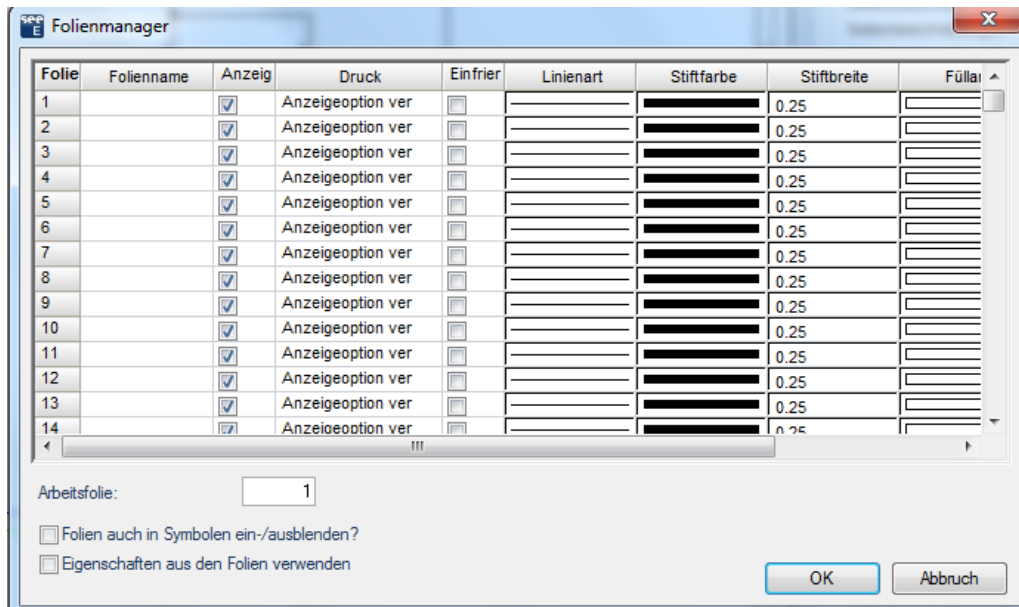 see E Folienmanager
Folie Folienname Anzeig Druck Einfrier Linienart Stiftfarbe Stiftbreite Füllar
1 Anzeigeoption ver 0.25
2 Anzeigeoption ver 0.25
3 Anzeigeoption ver 0.25
4 Anzeigeoption ver 0.25
5 Anzeigeoption ver 0.25
6 Anzeigeoption ver 0.25
7 Anzeigeoption ver 0.25
8 Anzeigeoption ver 0.25
9 Anzeigeoption ver 0.25
10 Anzeigeoption ver 0.25
11 Anzeigeoption ver 0.25
12 Anzeigeoption ver 0.25
13 Anzeigeoption ver 0.25
14 Anzeigeoption ver 0.25
Arbeitsfolie: 1
Folien auch in Symbolen ein-/ausblenden?
Eigenschaften aus den Folien verwenden
OK Abbruch